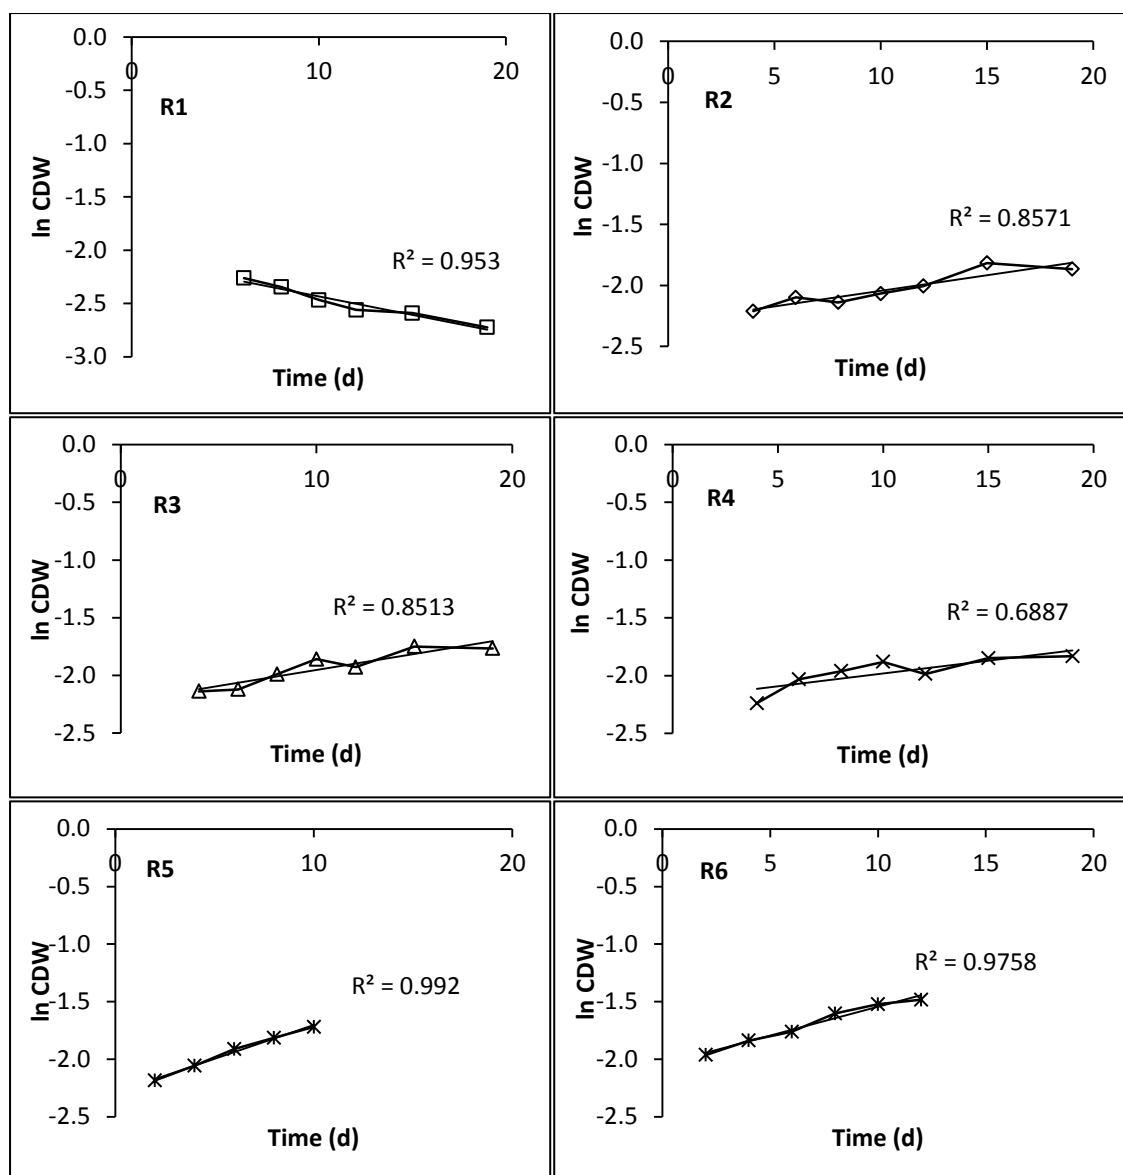 0.0
0 10 20
-0.5
R1
-1.0
-1.5
ln CDW
-2.0
R² = 0.953
-2.5
-3.0
Time (d)
0.0
0 5 10 15 20
-0.5
R2
-1.0
ln CDW
-1.5
R² = 0.8571
-2.0
-2.5
Time (d)
0.0
0 10 20
-0.5
R3
-1.0
ln CDW
-1.5
R² = 0.8513
-2.0
-2.5
Time (d)
0.0
0 5 10 15 20
-0.5
R4
-1.0
ln CDW
-1.5
R² = 0.6887
-2.0
-2.5
Time (d)
0.0
0 10 20
R5
-0.5
-1.0
ln CDW
R² = 0.992
-1.5
-2.0
-2.5
Time (d)
0.0
0 5 10 15 20
R6
-0.5
-1.0
ln CDW
R² = 0.9758
-1.5
-2.0
-2.5
Time (d)